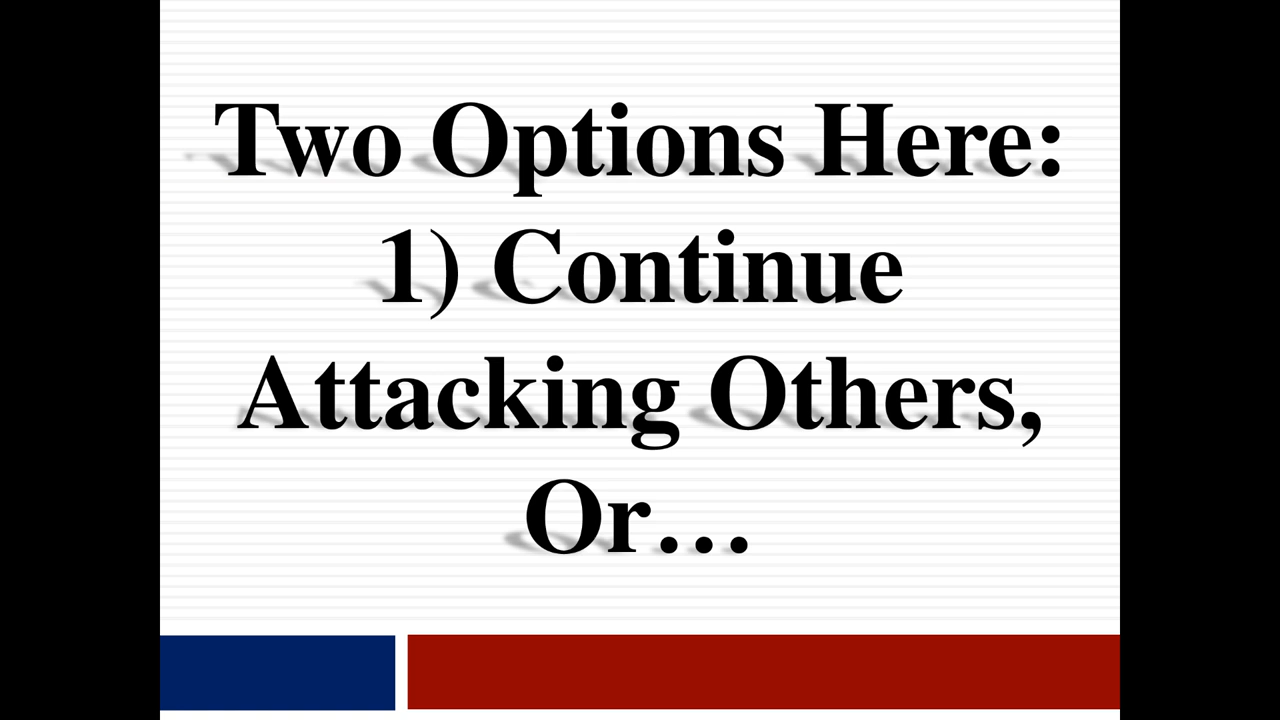 Two Options Here:
1) Continue
Attacking Others,
Or…